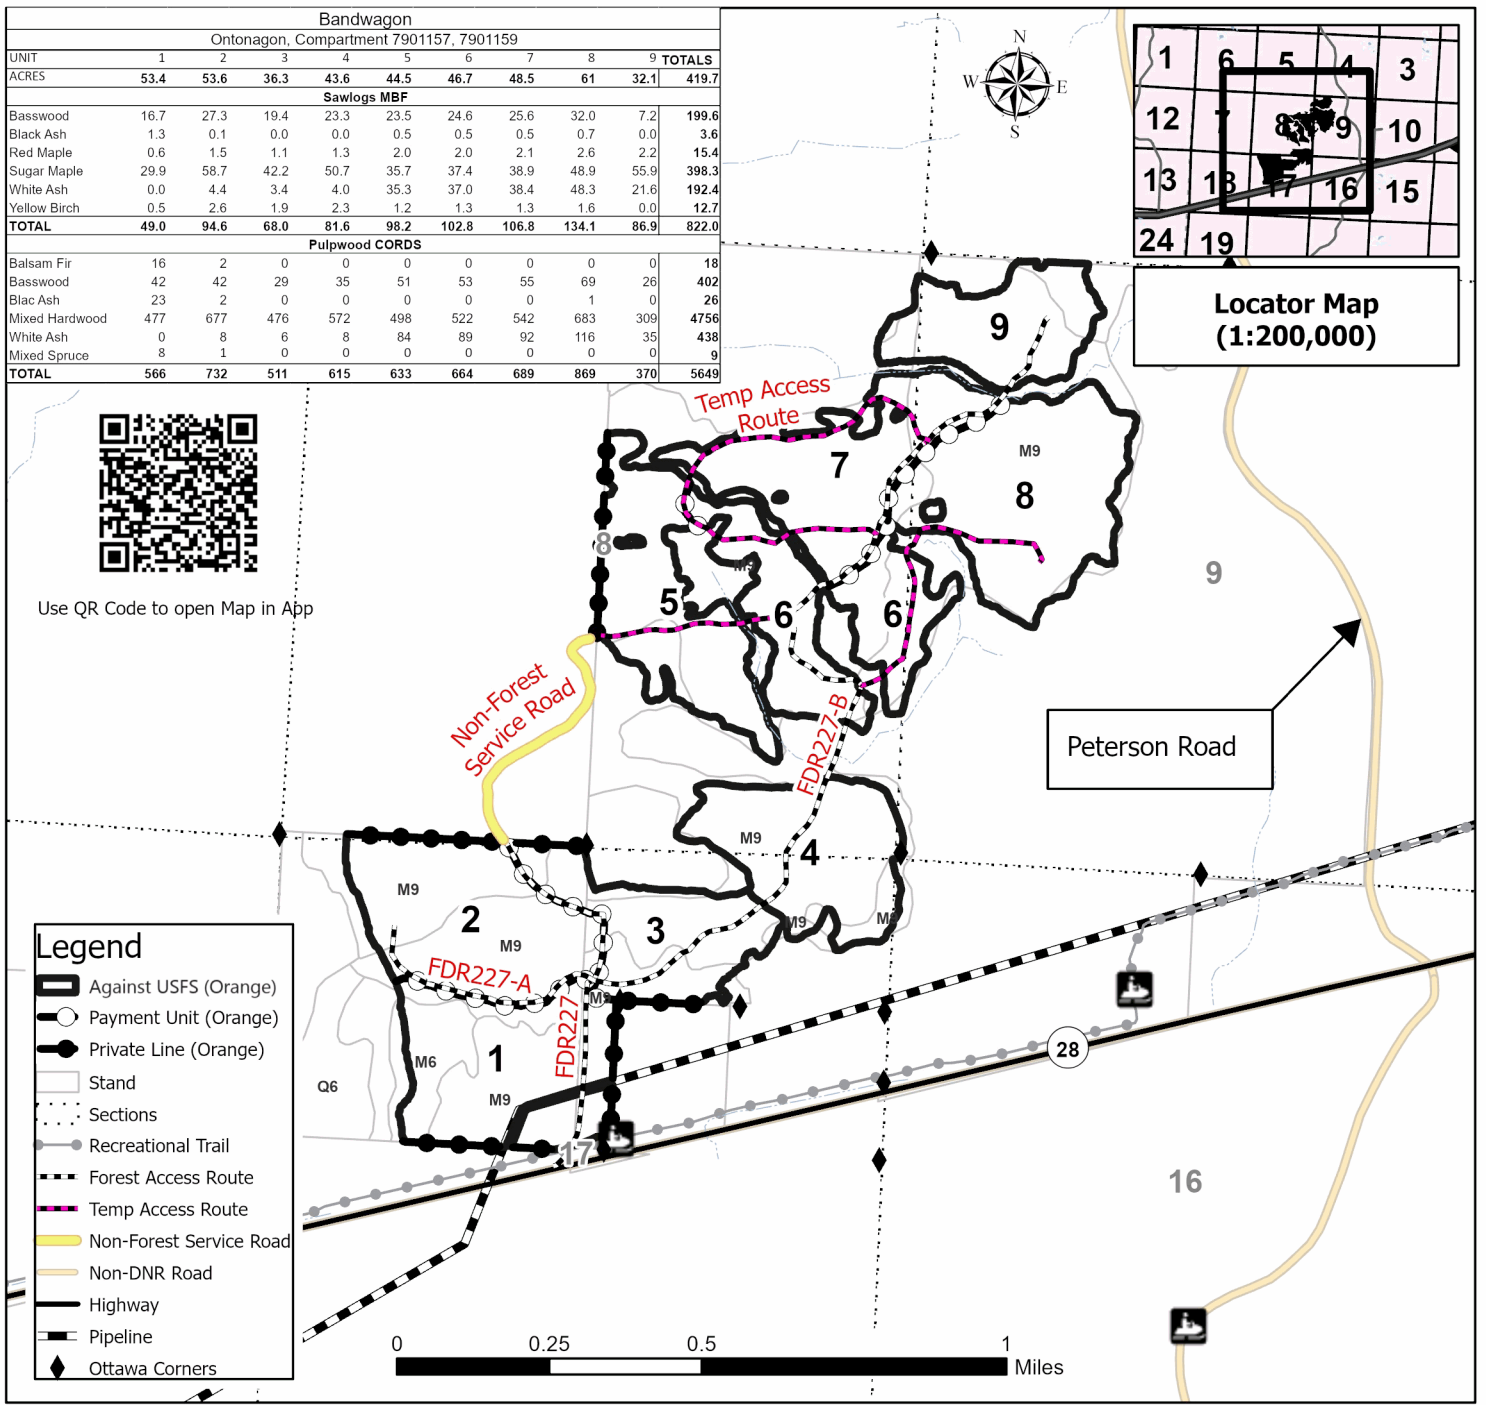 Bandwagon
Ontonagon, Compartment 7901157, 7901159
UNIT 1 2 3 4 5 6 7 8 9 TOTALS
ACRES 53.4 53.6 36.3 43.6 44.5 46.7 48.5 61 32.1 419.7
Sawlogs MBF
Basswood 16.7 27.3 19.4 23.3 23.5 24.6 25.6 32.0 7.2 199.6
Black Ash 1.3 0.1 0.0 0.0 0.5 0.5 0.5 0.7 0.0 3.6
Red Maple 0.6 1.5 1.1 1.3 2.0 2.0 2.1 2.6 2.2 15.4
Sugar Maple 29.9 58.7 42.2 50.7 35.7 37.4 38.9 48.9 55.9 398.3
White Ash 0.0 4.4 3.4 4.0 35.3 37.0 38.4 48.3 21.6 192.4
Yellow Birch 0.5 2.6 1.9 2.3 1.2 1.3 1.3 1.6 0.0 12.7
TOTAL 49.0 94.6 68.0 81.6 98.2 102.8 106.8 134.1 86.9 822.0
Pulpwood CORDS
Balsam Fir 16 2 0 0 0 0 0 0 0 18
Basswood 42 42 29 35 51 53 55 69 26 402
Blac Ash 23 2 0 0 0 0 0 1 0 26
Mixed Hardwood 477 677 476 572 498 522 542 683 309 4756
White Ash 0 8 6 8 84 89 92 116 35 438
Mixed Spruce 8 1 0 0 0 0 0 0 0 9
TOTAL 566 732 511 615 633 664 689 869 370 5649
N
W E
S
1 6 5 4 3
12 7 8 9 10
13 18 17 16 15
24 19
Locator Map
(1:200,000)
Use QR Code to open Map in App
9
Temp Access
Route
7
M9
8
8
M9
9
5
6
6
Non-Forest
Service Road
FDR227-B
Peterson Road
M9
4
M9
2
M9
3
M9
M9
FDR227-A
M9
FDR227
1
M6
Q6
M9
28
17
16
Legend
Against USFS (Orange)
Payment Unit (Orange)
Private Line (Orange)
Stand
Sections
Recreational Trail
Forest Access Route
Temp Access Route
Non-Forest Service Road
Non-DNR Road
Highway
Pipeline
Ottawa Corners
0 0.25 0.5 1
Miles